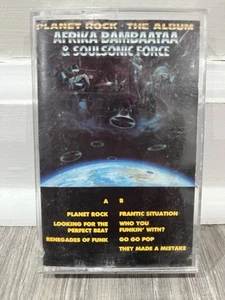 PLANET ROCK - THE ALBUM
AFRIKA BAMBAATAA
& SOULSONIC FORCE
A
PLANET ROCK
LOOKING FOR THE
PERFECT BEAT
RENEGADES OF FUNK
B
FRANTIC SITUATION
WHO YOU
FUNKIN' WITH?
GO GO POP
THEY MADE A MISTAKE